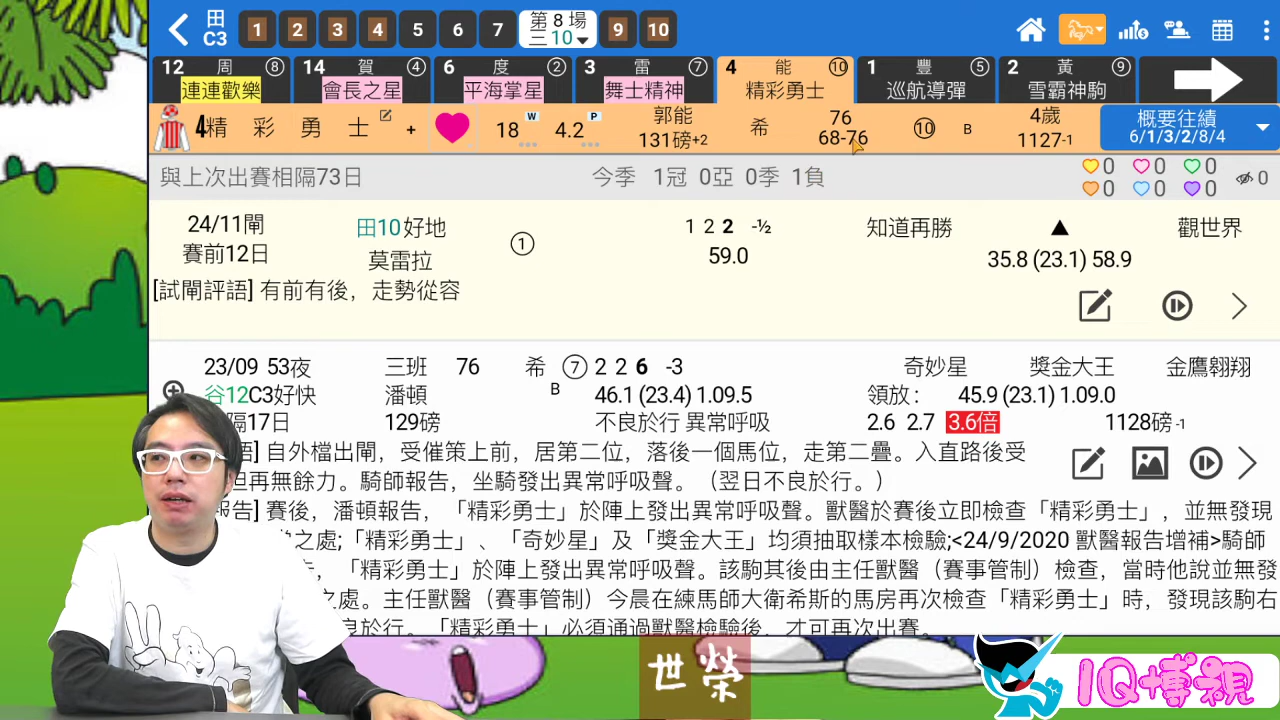 田
C3
1 2 3 4 5 6 7
第 8 場
二 10
9 10
12 周 8
連連歡樂
14 賀 4
會長之星
6 度 2
平海掌星
3 雷 7
舞士精神
4 能 10
精彩勇士
1 豐 5
巡航導彈
2 黃 9
雪霸神駒
4精 彩 勇 士 +
18 W
4.2 P
郭能
131磅+2
希
76
68-76
10 B
4歲
1127-1
概要往績
6/1/3/2/8/4
與上次出賽相隔73日
今季 1冠 0亞 0季 1負
0 0 0
0 0 0
0
24/11閘 田10好地 1 1 2 2 -½ 知道再勝 ▲ 觀世界
賽前12日 莫雷拉 59.0 35.8 (23.1) 58.9
[試閘評語] 有前有後，走勢從容
23/09 53夜 三班 76 希 7 2 2 6 -3 奇妙星 獎金大王 金鷹翱翔
谷12C3好快 潘頓 B 46.1 (23.4) 1.09.5 領放： 45.9 (23.1) 1.09.0
隔17日 129磅 不良於行 異常呼吸 2.6 2.7 3.6倍 1128磅-1
語] 自外檔出閘，受催策上前，居第二位，落後一個馬位，走第二疊。入直路後受
但再無餘力。騎師報告，坐騎發出異常呼吸聲。（翌日不良於行。）
報告] 賽後，潘頓報告，「精彩勇士」於陣上發出異常呼吸聲。獸醫於賽後立即檢查「精彩勇士」，並無發現
之處;「精彩勇士」、「奇妙星」及「獎金大王」均須抽取樣本檢驗;<24/9/2020 獸醫報告增補>騎師
，「精彩勇士」於陣上發出異常呼吸聲。該駒其後由主任獸醫（賽事管制）檢查，當時他說並無發
之處。主任獸醫（賽事管制）今晨在練馬師大衛希斯的馬房再次檢查「精彩勇士」時，發現該駒右
良於行。「精彩勇士」必須通過獸醫檢驗後，才可再次出賽。
世榮
IQ博視